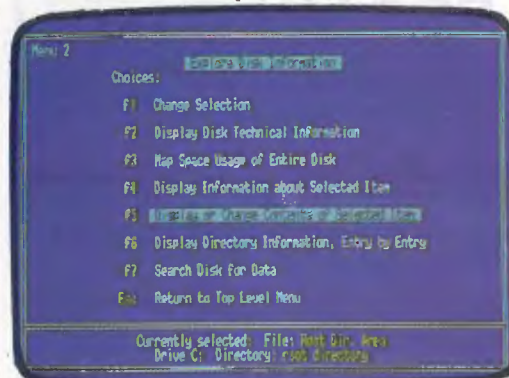 Menu 2
Explore Disk Information
Choices:
F1 Change Selection
F2 Display Disk Technical Information
F3 Map Space Usage of Entire Disk
F4 Display Information about Selected Item
F5 Display or Change Contents of Selected Item
F6 Display Directory Information, Entry by Entry
F7 Search Disk for Data
Esc Return to Top Level Menu
Currently selected: File: Root Dir. Area
Drive C: Directory: root directory